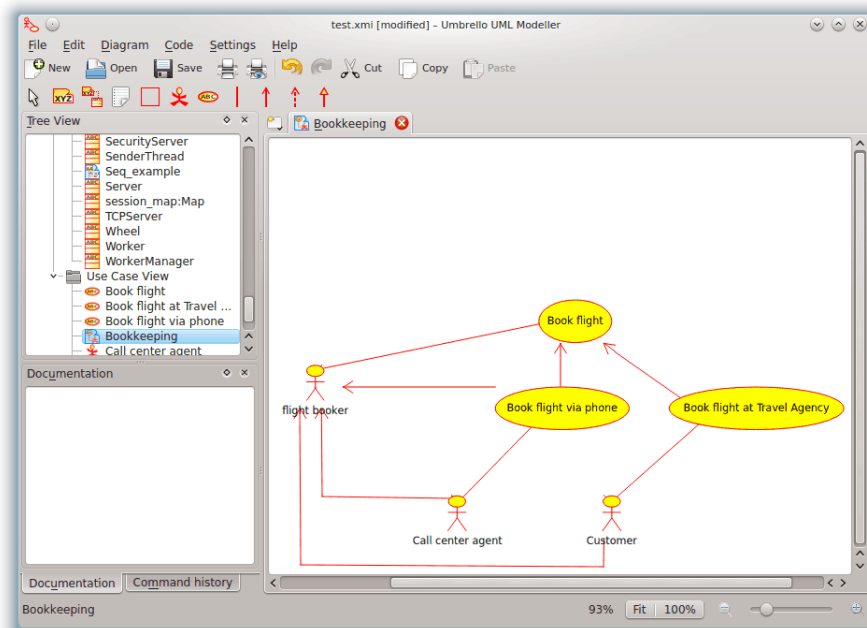 test.xmi [modified] – Umbrello UML Modeller
File Edit Diagram Code Settings Help
New Open Save Cut Copy Paste
XYZ ABC
Tree View
Bookkeeping
SecurityServer
SenderThread
Seq_example
Server
session_map:Map
TCPServer
Wheel
Worker
WorkerManager
Use Case View
Book flight
Book flight at Travel ...
Book flight via phone
Bookkeeping
Call center agent
Documentation
Book flight
flight booker
Book flight via phone
Book flight at Travel Agency
Call center agent
Customer
Documentation Command history
Bookkeeping
93% Fit 100%